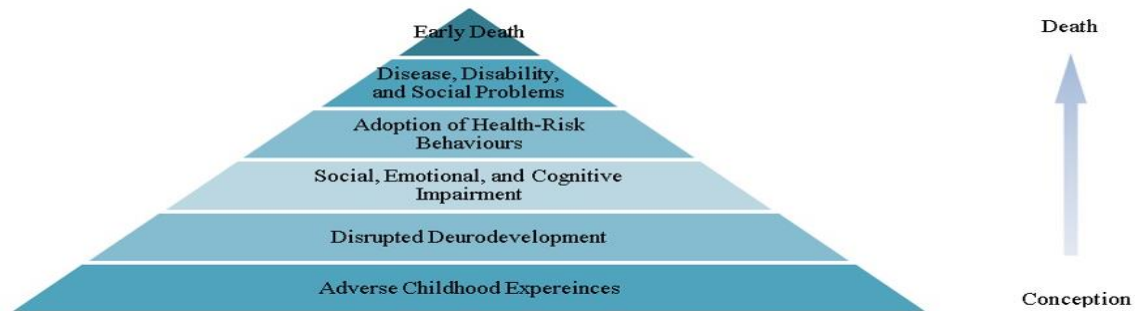 Early Death
Death
Disease, Disability,
and Social Problems
Adoption of Health-Risk
Behaviours
Social, Emotional, and Cognitive
Impairment
Disrupted Deurodevelopment
Adverse Childhood Expereinces
Conception